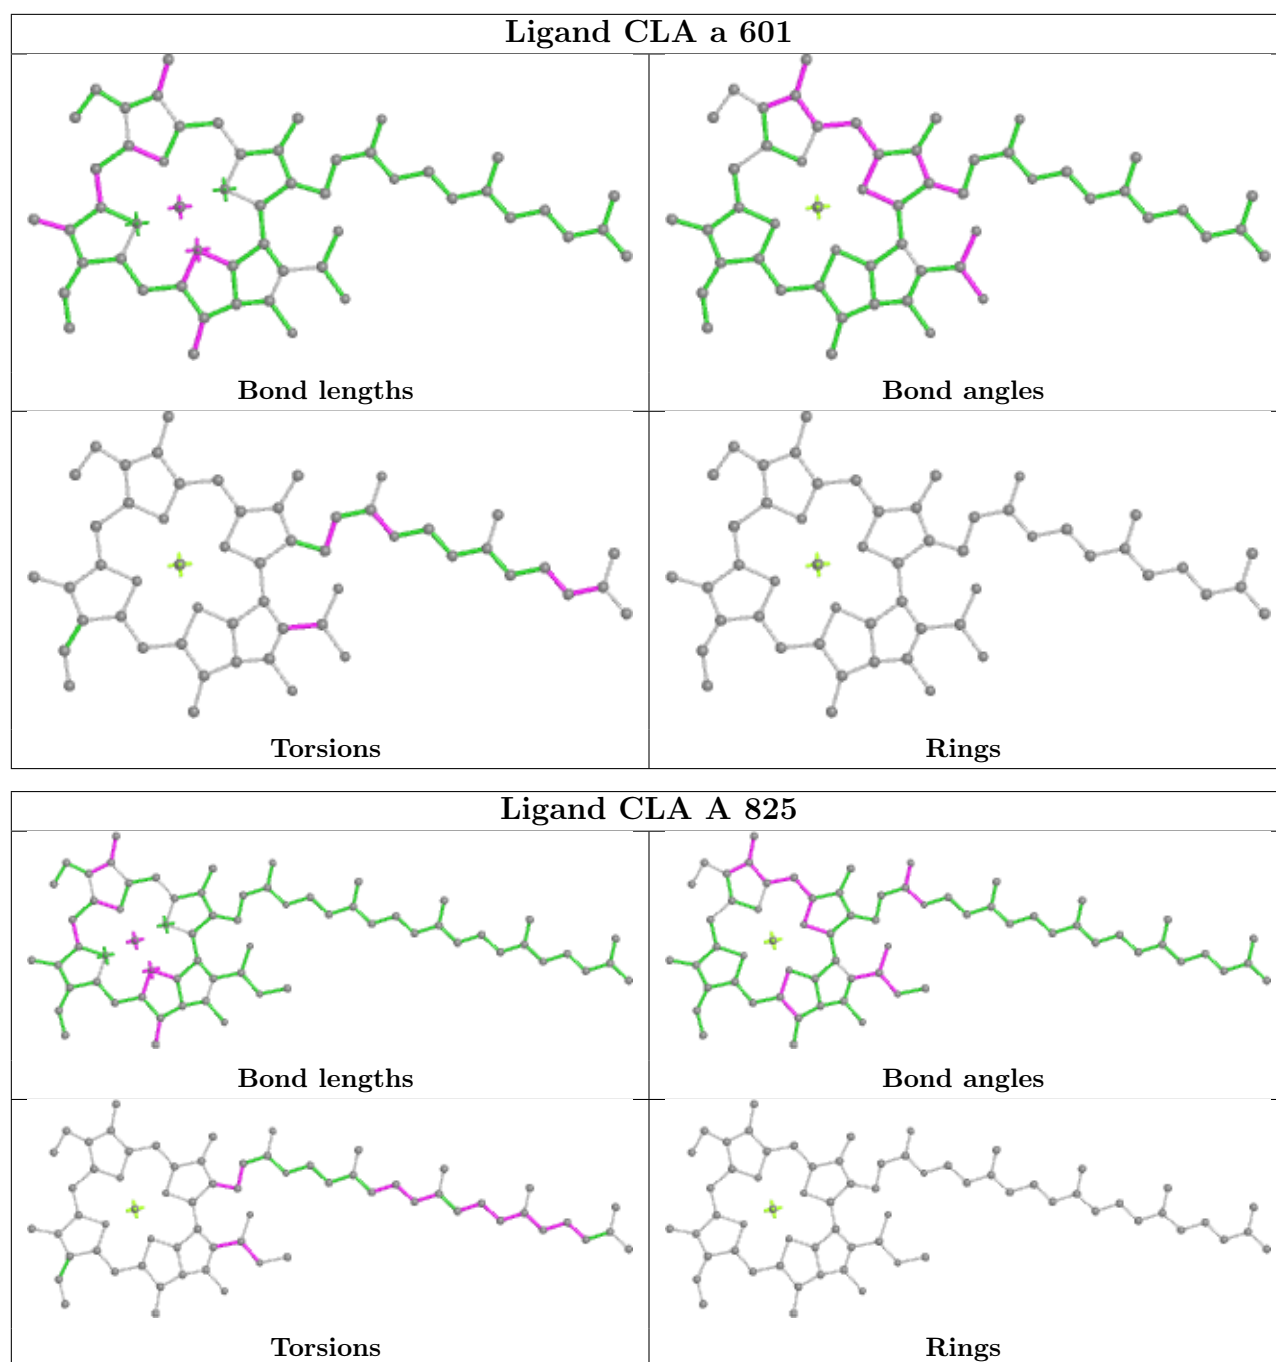 Ligand CLA a 601
Bond lengths
Bond angles
Torsions
Rings
Ligand CLA A 825
Bond lengths
Bond angles
Torsions
Rings